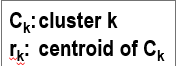 Cₖ: cluster k
rₖ: centroid of Cₖ